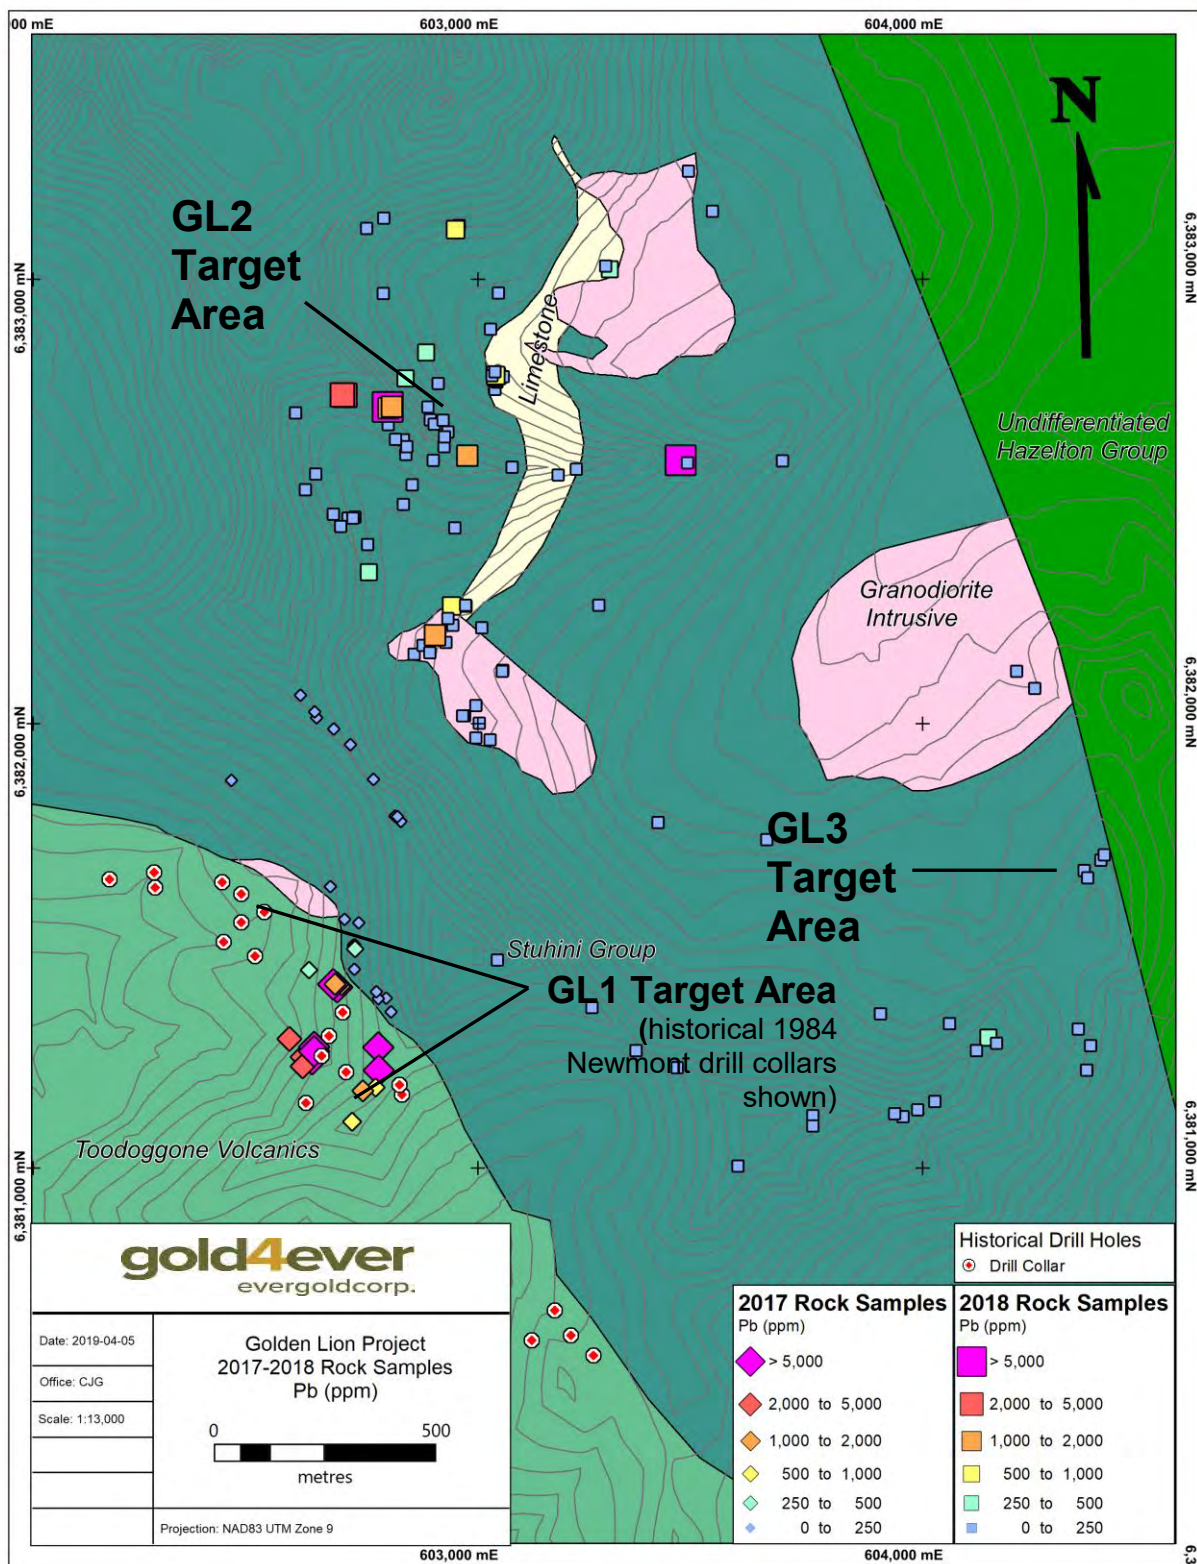 00 mE
603,000 mE
604,000 mE
N
GL2
Target
Area
6,383,000 mN
6,383,000 mN
Limestone
Undifferentiated
Hazelton Group
Granodiorite
Intrusive
6,382,000 mN
6,382,000 mN
GL3
Target
Area
Stuhini Group
GL1 Target Area
(historical 1984
Newmont drill collars
shown)
Toodoggone Volcanics
6,381,000 mN
6,381,000 mN
gold4ever
evergoldcorp.
Date: 2019-04-05
Office: CJG
Scale: 1:13,000
Golden Lion Project
2017-2018 Rock Samples
Pb (ppm)
0 500
metres
Projection: NAD83 UTM Zone 9
Historical Drill Holes
Drill Collar
2017 Rock Samples
Pb (ppm)
> 5,000
2,000 to 5,000
1,000 to 2,000
500 to 1,000
250 to 500
0 to 250
2018 Rock Samples
Pb (ppm)
> 5,000
2,000 to 5,000
1,000 to 2,000
500 to 1,000
250 to 500
0 to 250
603,000 mE
604,000 mE